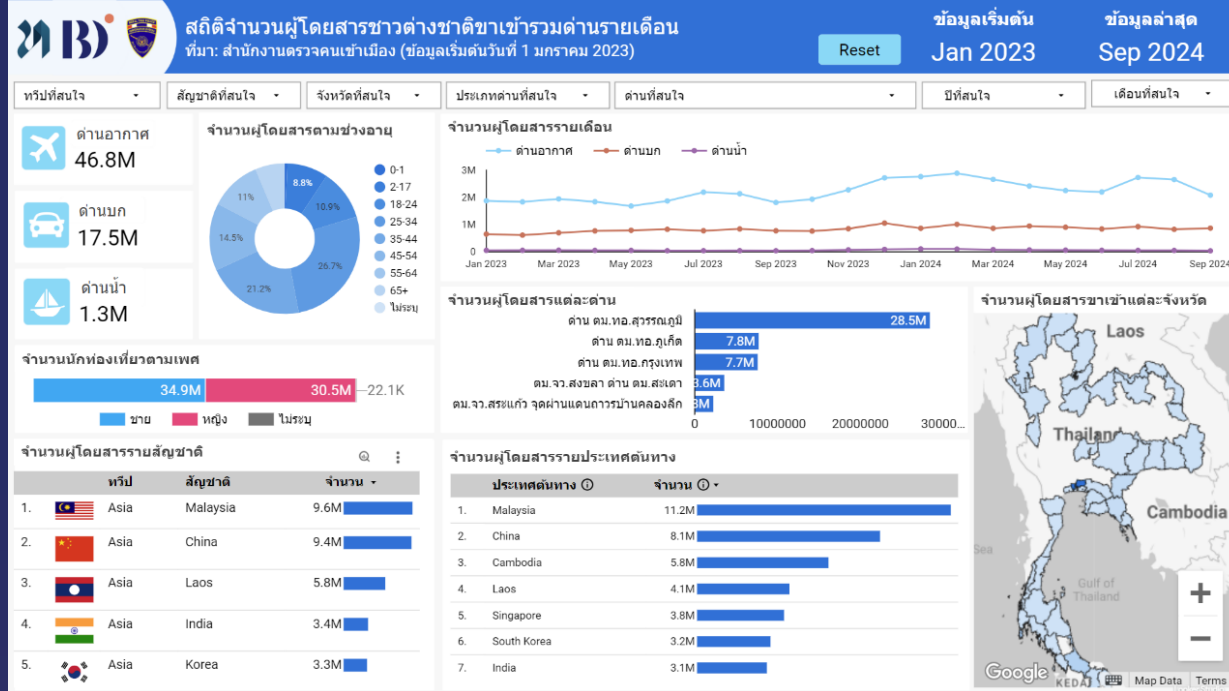 BD
สถิติจำนวนผู้โดยสารชาวต่างชาติขาเข้ารวมด่านรายเดือน
ที่มา: สำนักงานตรวจคนเข้าเมือง (ข้อมูลเริ่มต้นวันที่ 1 มกราคม 2023)
Reset
ข้อมูลเริ่มต้น
Jan 2023
ข้อมูลล่าสุด
Sep 2024
ทวีปที่สนใจ
สัญชาติที่สนใจ
จังหวัดที่สนใจ
ประเภทด่านที่สนใจ
ด่านที่สนใจ
ปีที่สนใจ
เดือนที่สนใจ
ด่านอากาศ
46.8M
ด่านบก
17.5M
ด่านน้ำ
1.3M
จำนวนผู้โดยสารตามช่วงอายุ
8.8%
10.9%
26.7%
21.2%
14.5%
11%
0-1
2-17
18-24
25-34
35-44
45-54
55-64
65+
ไม่ระบุ
จำนวนผู้โดยสารรายเดือน
ด่านอากาศ ด่านบก ด่านน้ำ
3M
2M
1M
0
Jan 2023 Mar 2023 May 2023 Jul 2023 Sep 2023 Nov 2023 Jan 2024 Mar 2024 May 2024 Jul 2024 Sep 2024
จำนวนนักท่องเที่ยวตามเพศ
34.9M 30.5M 22.1K
ชาย หญิง ไม่ระบุ
จำนวนผู้โดยสารแต่ละด่าน
ด่าน ตม.ทอ.สุวรรณภูมิ 28.5M
ด่าน ตม.ทอ.ภูเก็ต 7.8M
ด่าน ตม.ทอ.กรุงเทพ 7.7M
ตม.จว.สงขลา ด่าน ตม.สะเดา 3.6M
ตม.จว.สระแก้ว จุดผ่านแดนถาวรบ้านคลองลึก 3M
0 10000000 20000000 30000...
จำนวนผู้โดยสารขาเข้าแต่ละจังหวัด
Laos
Thailand
Cambodia
Sea
Gulf of
Thailand
KEDAH
Google
Map Data Terms
จำนวนผู้โดยสารรายสัญชาติ
ทวีป สัญชาติ จำนวน
1. Asia Malaysia 9.6M
2. Asia China 9.4M
3. Asia Laos 5.8M
4. Asia India 3.4M
5. Asia Korea 3.3M
จำนวนผู้โดยสารรายประเทศต้นทาง
ประเทศต้นทาง จำนวน
1. Malaysia 11.2M
2. China 8.1M
3. Cambodia 5.8M
4. Laos 4.1M
5. Singapore 3.8M
6. South Korea 3.2M
7. India 3.1M